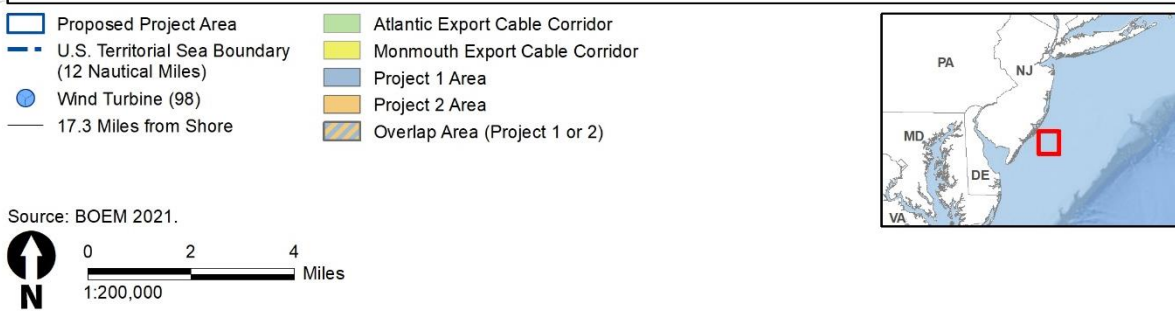 Proposed Project Area
U.S. Territorial Sea Boundary
(12 Nautical Miles)
Wind Turbine (98)
17.3 Miles from Shore
Atlantic Export Cable Corridor
Monmouth Export Cable Corridor
Project 1 Area
Project 2 Area
Overlap Area (Project 1 or 2)
PA
NJ
MD
DE
VA
Source: BOEM 2021.
0 2 4
Miles
1:200,000
N